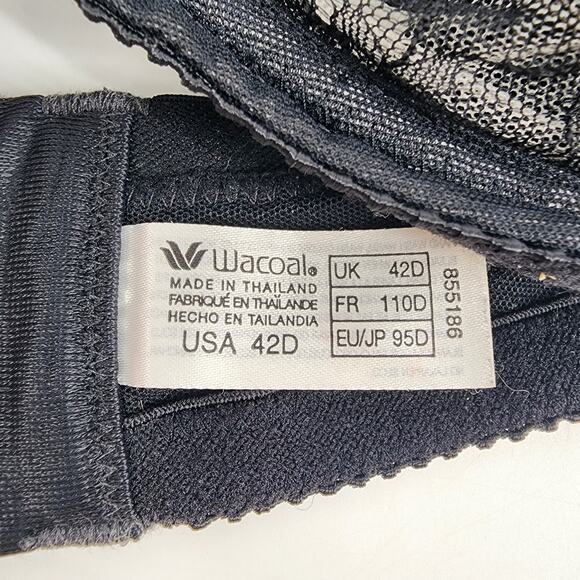 Wacoal®
MADE IN THAILAND
FABRIQUÉ EN THAÏLANDE
HECHO EN TAILANDIA
USA 42D
UK 42D
FR 110D
EU/JP 95D
855186